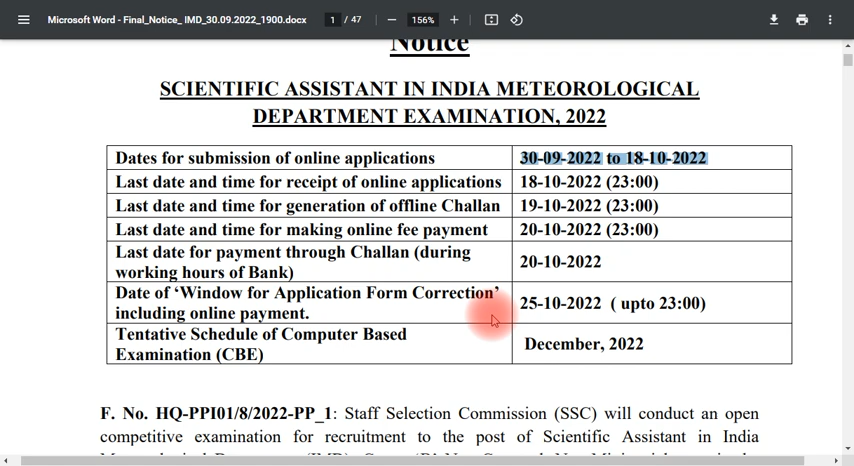 Microsoft Word - Final_Notice_ IMD_30.09.2022_1900.docx 1 / 47 — 156% +
Notice
SCIENTIFIC ASSISTANT IN INDIA METEOROLOGICAL
DEPARTMENT EXAMINATION, 2022
Dates for submission of online applications 30-09-2022 to 18-10-2022
Last date and time for receipt of online applications 18-10-2022 (23:00)
Last date and time for generation of offline Challan 19-10-2022 (23:00)
Last date and time for making online fee payment 20-10-2022 (23:00)
Last date for payment through Challan (during
working hours of Bank) 20-10-2022
Date of ‘Window for Application Form Correction’
including online payment. 25-10-2022 ( upto 23:00)
Tentative Schedule of Computer Based
Examination (CBE) December, 2022
F. No. HQ-PPI01/8/2022-PP_1: Staff Selection Commission (SSC) will conduct an open
competitive examination for recruitment to the post of Scientific Assistant in India